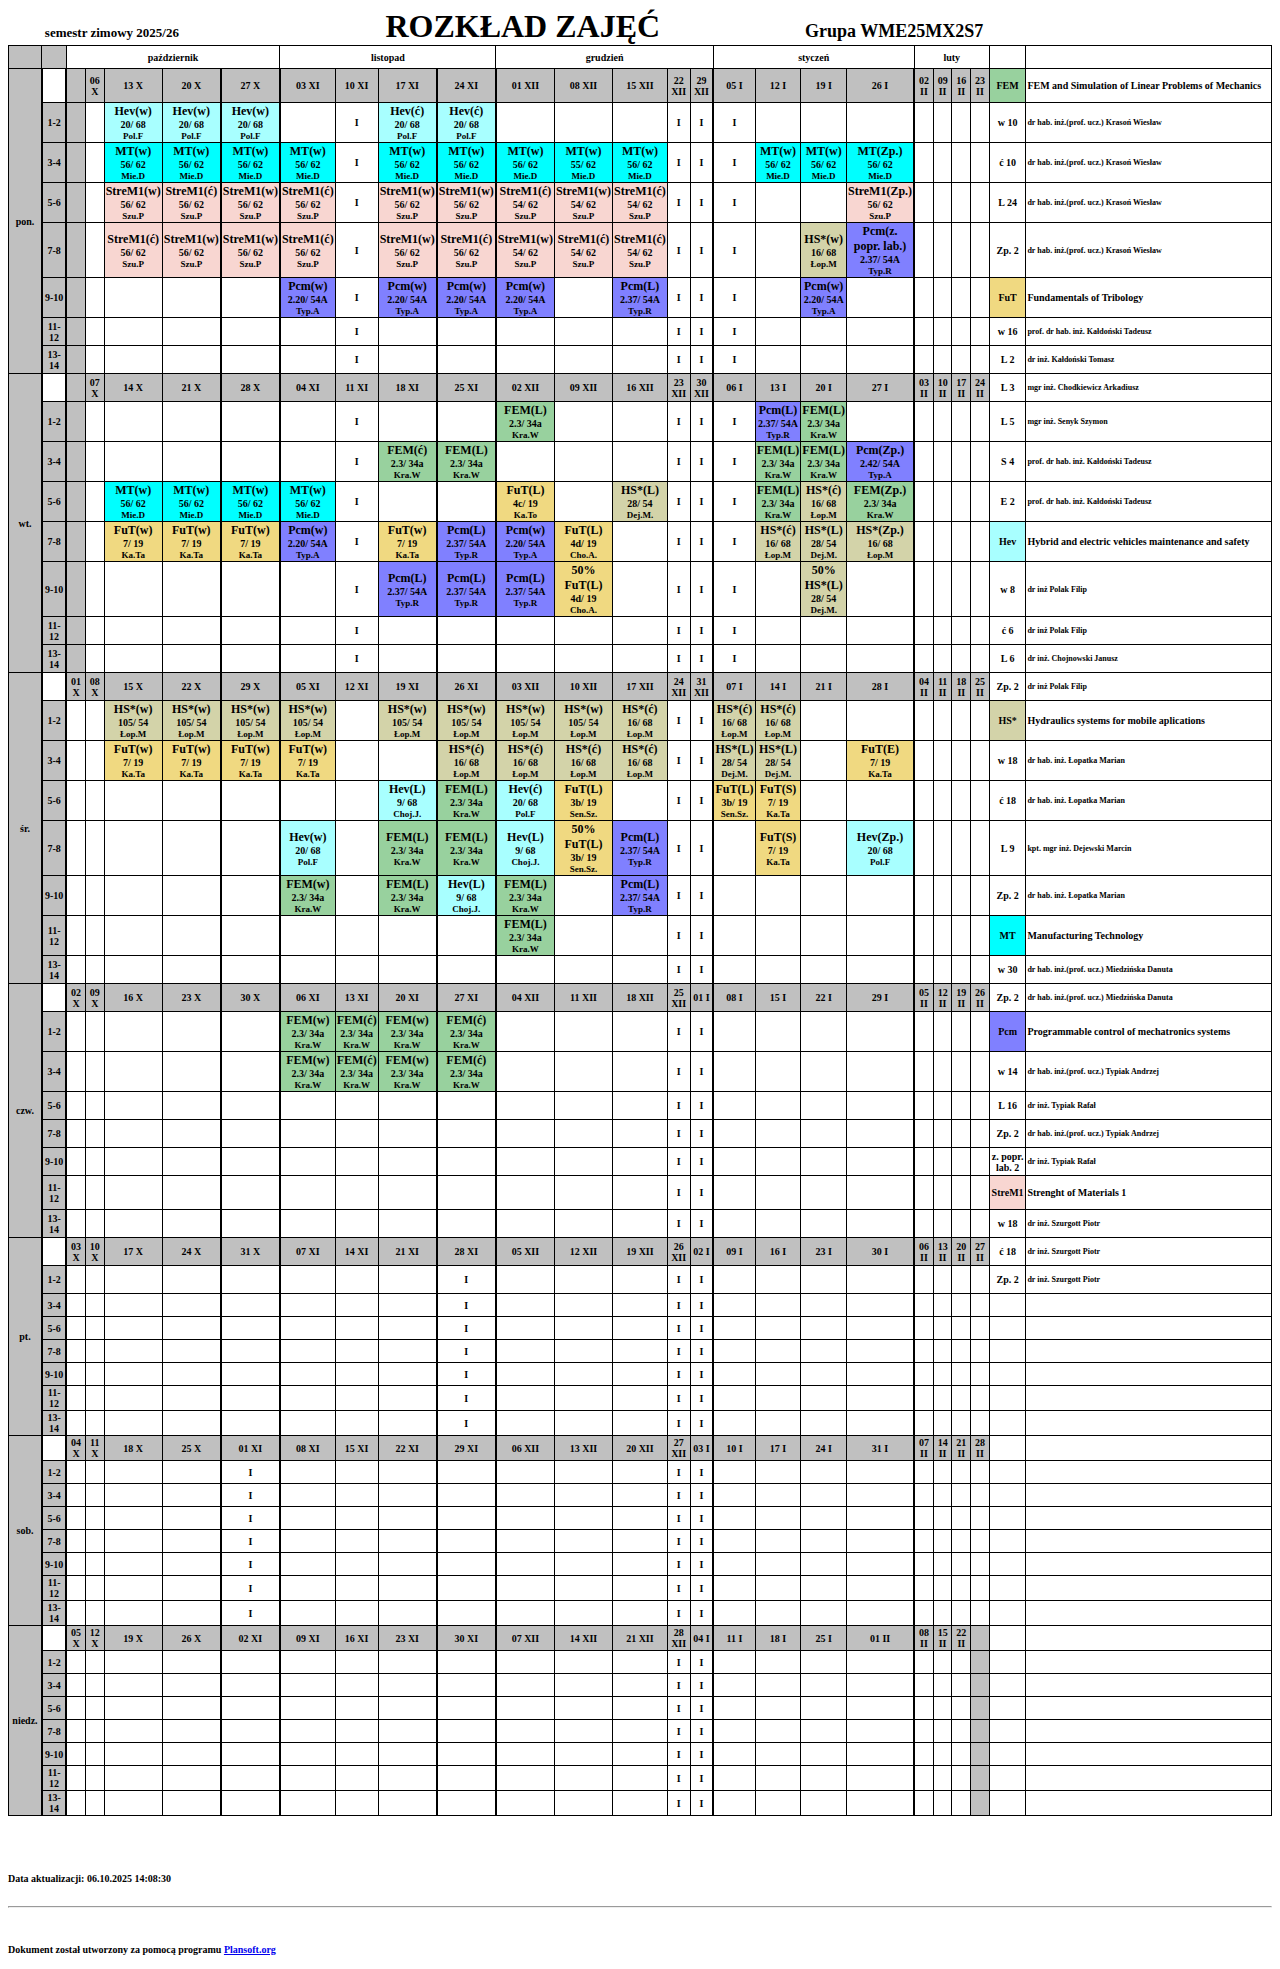 semestr zimowy 2025/26 ROZKŁAD ZAJĘĆ Grupa WME25MX2S7
październik listopad grudzień styczeń luty
pon.
06 X 13 X 20 X 27 X 03 XI 10 XI 17 XI 24 XI 01 XII 08 XII 15 XII 22 XII 29 XII 05 I 12 I 19 I 26 I 02 II 09 II 16 II 23 II FEM FEM and Simulation of Linear Problems of Mechanics
1-2 Hev(w) Hev(w) Hev(w) I Hev(ć) Hev(ć) I I I w 10 dr hab. inż.(prof. ucz.) Krasoń Wiesław
20/ 68 20/ 68 20/ 68 20/ 68 20/ 68
Pol.F Pol.F Pol.F Pol.F Pol.F
3-4 MT(w) MT(w) MT(w) MT(w) I MT(w) MT(w) MT(w) MT(w) MT(w) I I I MT(w) MT(w) MT(Zp.) ć 10 dr hab. inż.(prof. ucz.) Krasoń Wiesław
56/ 62 56/ 62 56/ 62 56/ 62 56/ 62 56/ 62 56/ 62 55/ 62 56/ 62 56/ 62 56/ 62 56/ 62
Mie.D Mie.D Mie.D Mie.D Mie.D Mie.D Mie.D Mie.D Mie.D Mie.D Mie.D Mie.D
5-6 StreM1(w) StreM1(ć) StreM1(w) StreM1(ć) I StreM1(w) StreM1(w) StreM1(ć) StreM1(w) StreM1(ć) I I I StreM1(Zp.) L 24 dr hab. inż.(prof. ucz.) Krasoń Wiesław
56/ 62 56/ 62 56/ 62 56/ 62 56/ 62 56/ 62 54/ 62 54/ 62 54/ 62 56/ 62
Szu.P Szu.P Szu.P Szu.P Szu.P Szu.P Szu.P Szu.P Szu.P Szu.P
7-8 StreM1(ć) StreM1(w) StreM1(w) StreM1(ć) I StreM1(w) StreM1(ć) StreM1(w) StreM1(ć) StreM1(ć) I I I HS*(w) Pcm(z. popr. lab.) Zp. 2 dr hab. inż.(prof. ucz.) Krasoń Wiesław
56/ 62 56/ 62 56/ 62 56/ 62 56/ 62 56/ 62 54/ 62 54/ 62 54/ 62 16/ 68 2.37/ 54A
Szu.P Szu.P Szu.P Szu.P Szu.P Szu.P Szu.P Szu.P Szu.P Łop.M Typ.R
9-10 Pcm(w) I Pcm(w) Pcm(w) Pcm(w) Pcm(L) I I I Pcm(w) FuT Fundamentals of Tribology
2.20/ 54A 2.20/ 54A 2.20/ 54A 2.20/ 54A 2.37/ 54A 2.20/ 54A
Typ.A Typ.A Typ.A Typ.A Typ.R Typ.A
11-12 I I I I w 16 prof. dr hab. inż. Kałdoński Tadeusz
13-14 I I I I L 2 dr inż. Kałdoński Tomasz
wt.
07 X 14 X 21 X 28 X 04 XI 11 XI 18 XI 25 XI 02 XII 09 XII 16 XII 23 XII 30 XII 06 I 13 I 20 I 27 I 03 II 10 II 17 II 24 II L 3 mgr inż. Chodkiewicz Arkadiusz
1-2 I FEM(L) I I I Pcm(L) FEM(L) L 5 mgr inż. Senyk Szymon
2.3/ 34a 2.37/ 54A 2.3/ 34a
Kra.W Typ.R Kra.W
3-4 I FEM(ć) FEM(L) I I I FEM(L) FEM(L) Pcm(Zp.) S 4 prof. dr hab. inż. Kałdoński Tadeusz
2.3/ 34a 2.3/ 34a 2.3/ 34a 2.3/ 34a 2.42/ 54A
Kra.W Kra.W Kra.W Kra.W Typ.A
5-6 MT(w) MT(w) MT(w) MT(w) I FuT(L) HS*(L) I I I FEM(L) HS*(ć) FEM(Zp.) E 2 prof. dr hab. inż. Kałdoński Tadeusz
56/ 62 56/ 62 56/ 62 56/ 62 4c/ 19 28/ 54 2.3/ 34a 16/ 68 2.3/ 34a
Mie.D Mie.D Mie.D Mie.D Ka.To Dej.M. Kra.W Łop.M Kra.W
7-8 FuT(w) FuT(w) FuT(w) Pcm(w) I FuT(w) Pcm(L) Pcm(w) FuT(L) I I I HS*(ć) HS*(L) HS*(Zp.) Hev Hybrid and electric vehicles maintenance and safety
7/ 19 7/ 19 7/ 19 2.20/ 54A 7/ 19 2.37/ 54A 2.20/ 54A 4d/ 19 16/ 68 28/ 54 16/ 68
Ka.Ta Ka.Ta Ka.Ta Typ.A Ka.Ta Typ.R Typ.A Cho.A. Łop.M Dej.M. Łop.M
9-10 I Pcm(L) Pcm(L) Pcm(L) 50% FuT(L) I I I 50% HS*(L) w 8 dr inż Polak Filip
2.37/ 54A 2.37/ 54A 2.37/ 54A 4d/ 19 28/ 54
Typ.R Typ.R Typ.R Cho.A. Dej.M.
11-12 I I I I ć 6 dr inż Polak Filip
13-14 I I I I L 6 dr inż. Chojnowski Janusz
śr.
01 X 08 X 15 X 22 X 29 X 05 XI 12 XI 19 XI 26 XI 03 XII 10 XII 17 XII 24 XII 31 XII 07 I 14 I 21 I 28 I 04 II 11 II 18 II 25 II Zp. 2 dr inż Polak Filip
1-2 HS*(w) HS*(w) HS*(w) HS*(w) HS*(w) HS*(w) HS*(w) HS*(w) HS*(ć) I I HS*(ć) HS*(ć) HS* Hydraulics systems for mobile aplications
105/ 54 105/ 54 105/ 54 105/ 54 105/ 54 105/ 54 105/ 54 105/ 54 16/ 68 16/ 68 16/ 68
Łop.M Łop.M Łop.M Łop.M Łop.M Łop.M Łop.M Łop.M Łop.M Łop.M Łop.M
3-4 FuT(w) FuT(w) FuT(w) FuT(w) HS*(ć) HS*(ć) HS*(ć) HS*(ć) I I HS*(L) HS*(L) FuT(E) w 18 dr hab. inż. Łopatka Marian
7/ 19 7/ 19 7/ 19 7/ 19 16/ 68 16/ 68 16/ 68 16/ 68 28/ 54 28/ 54 7/ 19
Ka.Ta Ka.Ta Ka.Ta Ka.Ta Łop.M Łop.M Łop.M Łop.M Dej.M. Dej.M. Ka.Ta
5-6 Hev(L) FEM(L) Hev(ć) FuT(L) I I FuT(L) FuT(S) ć 18 dr hab. inż. Łopatka Marian
9/ 68 2.3/ 34a 20/ 68 3b/ 19 3b/ 19 7/ 19
Choj.J. Kra.W Pol.F Sen.Sz. Sen.Sz. Ka.Ta
7-8 Hev(w) FEM(L) FEM(L) Hev(L) 50% FuT(L) Pcm(L) I I FuT(S) Hev(Zp.) L 9 kpt. mgr inż. Dejewski Marcin
20/ 68 2.3/ 34a 2.3/ 34a 9/ 68 3b/ 19 2.37/ 54A 7/ 19 20/ 68
Pol.F Kra.W Kra.W Choj.J. Sen.Sz. Typ.R Ka.Ta Pol.F
9-10 FEM(w) FEM(L) Hev(L) FEM(L) Pcm(L) I I Zp. 2 dr hab. inż. Łopatka Marian
2.3/ 34a 2.3/ 34a 9/ 68 2.3/ 34a 2.37/ 54A
Kra.W Kra.W Choj.J. Kra.W Typ.R
11-12 FEM(L) I I MT Manufacturing Technology
2.3/ 34a
Kra.W
13-14 I I w 30 dr hab. inż.(prof. ucz.) Miedzińska Danuta
czw.
02 X 09 X 16 X 23 X 30 X 06 XI 13 XI 20 XI 27 XI 04 XII 11 XII 18 XII 25 XII 01 I 08 I 15 I 22 I 29 I 05 II 12 II 19 II 26 II Zp. 2 dr hab. inż.(prof. ucz.) Miedzińska Danuta
1-2 FEM(w) FEM(ć) FEM(w) FEM(ć) I I Pcm Programmable control of mechatronics systems
2.3/ 34a 2.3/ 34a 2.3/ 34a 2.3/ 34a
Kra.W Kra.W Kra.W Kra.W
3-4 FEM(w) FEM(ć) FEM(w) FEM(ć) I I w 14 dr hab. inż.(prof. ucz.) Typiak Andrzej
2.3/ 34a 2.3/ 34a 2.3/ 34a 2.3/ 34a
Kra.W Kra.W Kra.W Kra.W
5-6 I I L 16 dr inż. Typiak Rafał
7-8 I I Zp. 2 dr hab. inż.(prof. ucz.) Typiak Andrzej
9-10 I I z. popr. lab. 2 dr inż. Typiak Rafał
11-12 I I StreM1 Strenght of Materials 1
13-14 I I w 18 dr inż. Szurgott Piotr
pt.
03 X 10 X 17 X 24 X 31 X 07 XI 14 XI 21 XI 28 XI 05 XII 12 XII 19 XII 26 XII 02 I 09 I 16 I 23 I 30 I 06 II 13 II 20 II 27 II ć 18 dr inż. Szurgott Piotr
1-2 I I I Zp. 2 dr inż. Szurgott Piotr
3-4 I I I
5-6 I I I
7-8 I I I
9-10 I I I
11-12 I I I
13-14 I I I
sob.
04 X 11 X 18 X 25 X 01 XI 08 XI 15 XI 22 XI 29 XI 06 XII 13 XII 20 XII 27 XII 03 I 10 I 17 I 24 I 31 I 07 II 14 II 21 II 28 II
1-2 I I I
3-4 I I I
5-6 I I I
7-8 I I I
9-10 I I I
11-12 I I I
13-14 I I I
niedz.
05 X 12 X 19 X 26 X 02 XI 09 XI 16 XI 23 XI 30 XI 07 XII 14 XII 21 XII 28 XII 04 I 11 I 18 I 25 I 01 II 08 II 15 II 22 II
1-2 I I
3-4 I I
5-6 I I
7-8 I I
9-10 I I
11-12 I I
13-14 I I
Data aktualizacji: 06.10.2025 14:08:30
Dokument został utworzony za pomocą programu Plansoft.org